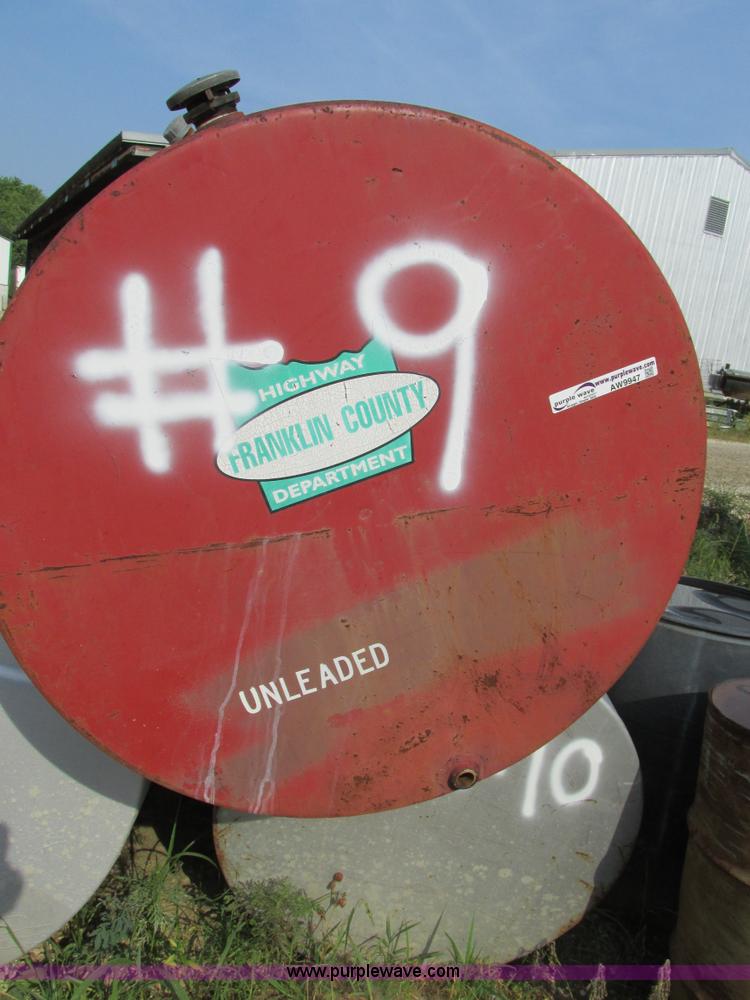 #9
HIGHWAY
FRANKLIN COUNTY
DEPARTMENT
purple wave
www.purplewave.com
AW9947
UNLEADED
10
www.purplewave.com